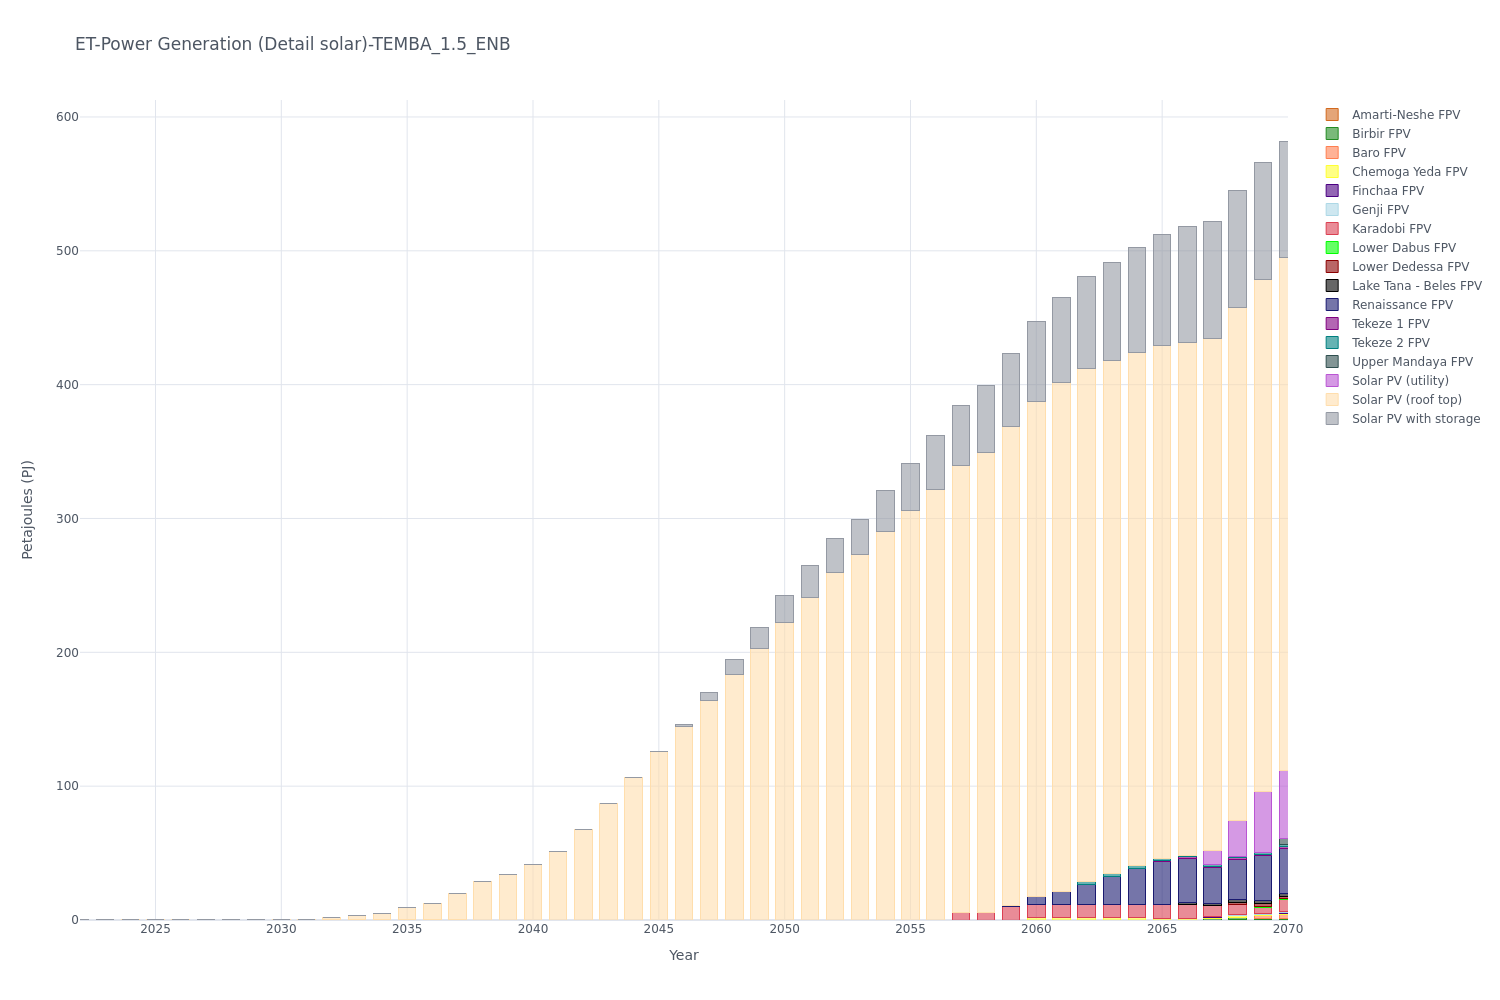 ET-Power Generation (Detail solar)-TEMBA_1.5_ENB
600
500
400
300
200
100
0
Petajoules (PJ)
2025
2030
2035
2040
2045
2050
2055
2060
2065
2070
Year
Amarti-Neshe FPV
Birbir FPV
Baro FPV
Chemoga Yeda FPV
Finchaa FPV
Genji FPV
Karadobi FPV
Lower Dabus FPV
Lower Dedessa FPV
Lake Tana - Beles FPV
Renaissance FPV
Tekeze 1 FPV
Tekeze 2 FPV
Upper Mandaya FPV
Solar PV (utility)
Solar PV (roof top)
Solar PV with storage